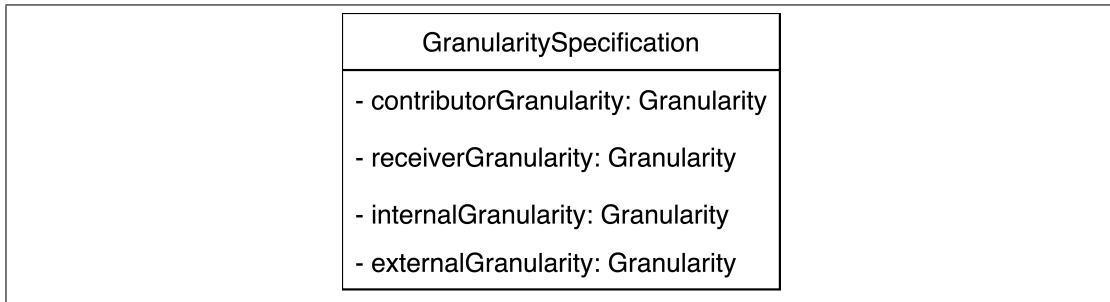 GranularitySpecification
- contributorGranularity: Granularity
- receiverGranularity: Granularity
- internalGranularity: Granularity
- externalGranularity: Granularity